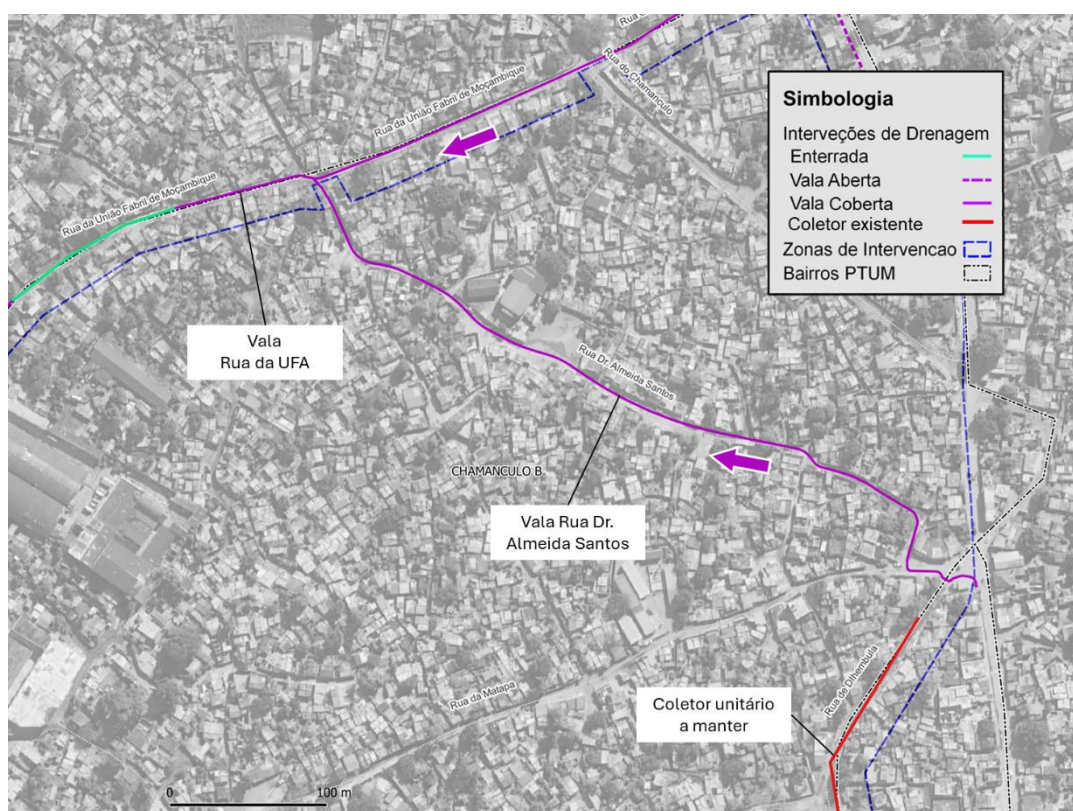 Rua do Chamanculo
Rua da União Fabril de Moçambique
Simbologia
Interveções de Drenagem
Enterrada
Vala Aberta
Vala Coberta
Coletor existente
Zonas de Intervencao
Bairros PTUM
Rua da União Fabril de Moçambique
Vala
Rua da UFA
Rua Dr. Almeida Santos
CHAMANCULO B
Vala Rua Dr.
Almeida Santos
Rua de Dlhembula
Rua da Matapa
Coletor unitário
a manter
0 100 m